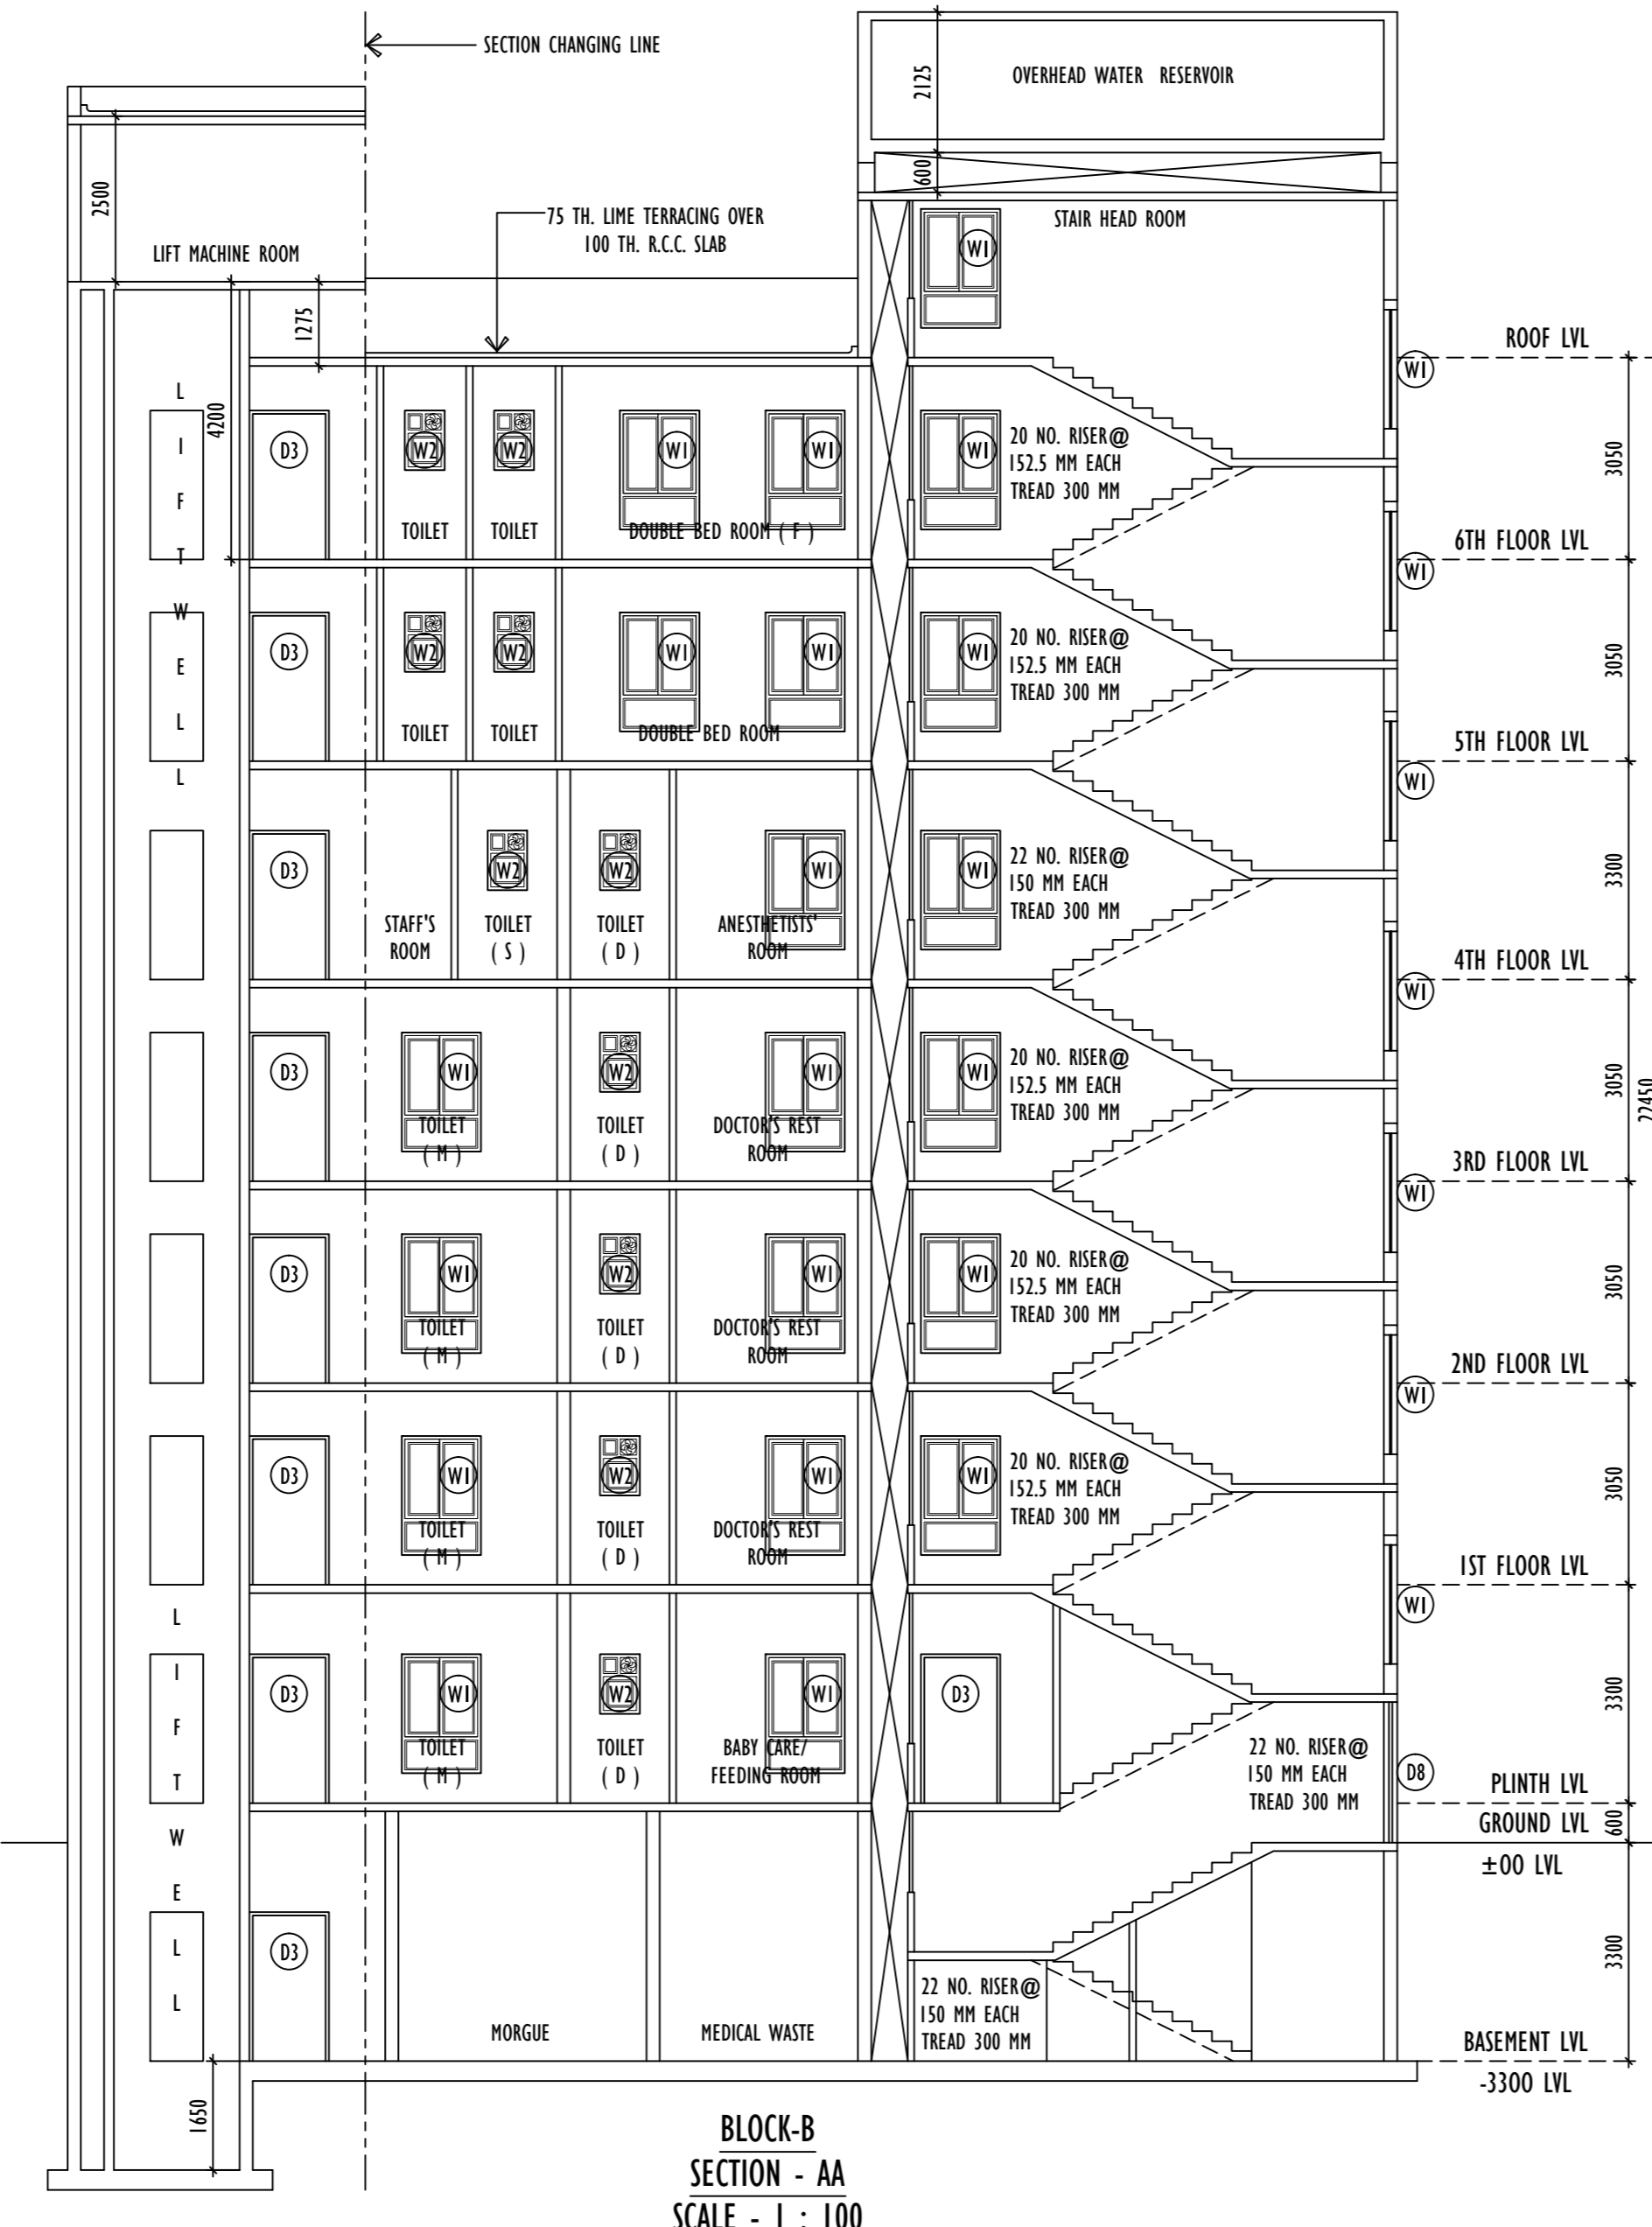 SECTION CHANGING LINE
OVERHEAD WATER RESERVOIR
2125
600
2500
75 TH. LIME TERRACING OVER
100 TH. R.C.C. SLAB
STAIR HEAD ROOM
W1
LIFT MACHINE ROOM
1275
4200
ROOF LVL
W1
L
I
F
T
W
E
L
L
D3
W2
W2
W1
W1
W1
20 NO. RISER@
152.5 MM EACH
TREAD 300 MM
3050
TOILET
TOILET
DOUBLE BED ROOM ( F )
6TH FLOOR LVL
W1
D3
W2
W2
W1
W1
W1
20 NO. RISER@
152.5 MM EACH
TREAD 300 MM
3050
TOILET
TOILET
DOUBLE BED ROOM
5TH FLOOR LVL
W1
D3
W2
W2
W1
W1
22 NO. RISER@
150 MM EACH
TREAD 300 MM
3300
STAFF'S
ROOM
TOILET
( S )
TOILET
( D )
ANESTHETISTS'
ROOM
4TH FLOOR LVL
W1
D3
W1
W2
W1
W1
20 NO. RISER@
152.5 MM EACH
TREAD 300 MM
3050
22450
TOILET
( M )
TOILET
( D )
DOCTOR'S REST
ROOM
3RD FLOOR LVL
W1
D3
W1
W2
W1
W1
20 NO. RISER@
152.5 MM EACH
TREAD 300 MM
3050
TOILET
( M )
TOILET
( D )
DOCTOR'S REST
ROOM
2ND FLOOR LVL
W1
D3
W1
W2
W1
W1
20 NO. RISER@
152.5 MM EACH
TREAD 300 MM
3050
TOILET
( M )
TOILET
( D )
DOCTOR'S REST
ROOM
1ST FLOOR LVL
W1
L
I
F
T
W
E
L
L
D3
W1
W2
W1
D3
3300
TOILET
( M )
TOILET
( D )
BABY CARE/
FEEDING ROOM
22 NO. RISER@
150 MM EACH
TREAD 300 MM
D8
PLINTH LVL
GROUND LVL
600
±00 LVL
D3
3300
MORGUE
MEDICAL WASTE
22 NO. RISER@
150 MM EACH
TREAD 300 MM
BASEMENT LVL
-3300 LVL
1650
BLOCK-B
SECTION - AA
SCALE - 1 : 100